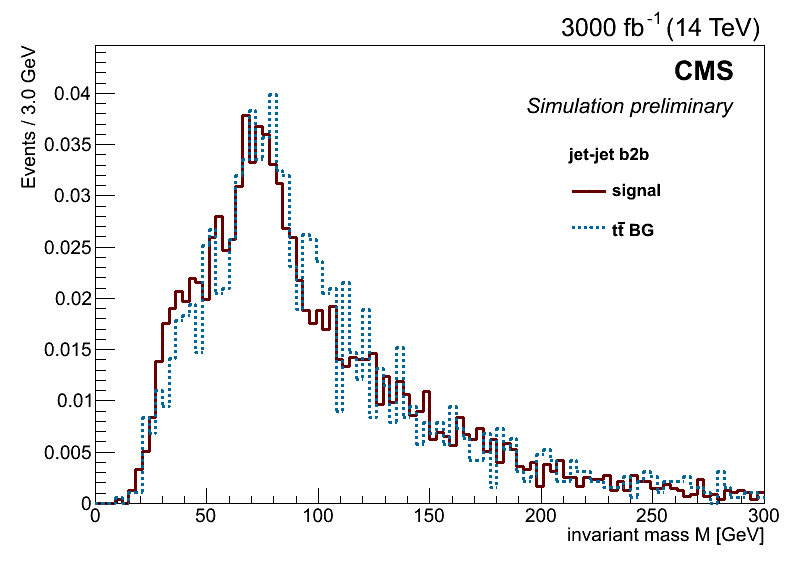 3000 fb⁻¹ (14 TeV)
CMS
Simulation preliminary
jet-jet b2b
signal
tt̄ BG
Events / 3.0 GeV
0.04
0.035
0.03
0.025
0.02
0.015
0.01
0.005
0
0 50 100 150 200 250 300
invariant mass M [GeV]